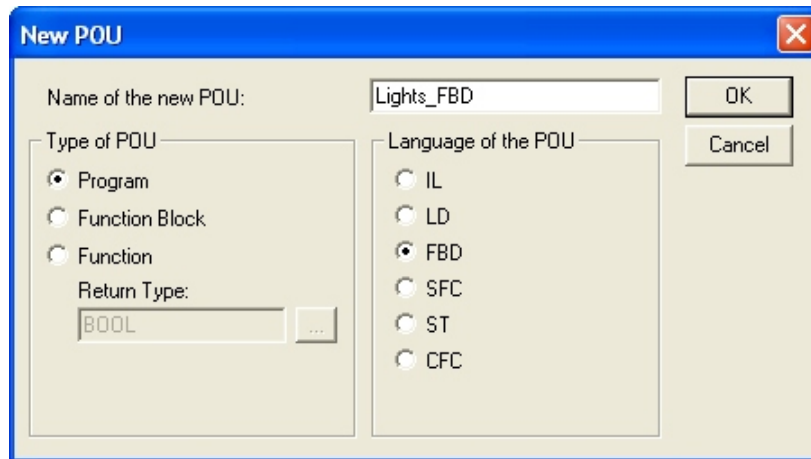 New POU
Name of the new POU:
Lights_FBD
OK
Cancel
Type of POU
Program
Function Block
Function
Return Type:
BOOL
...
Language of the POU
IL
LD
FBD
SFC
ST
CFC